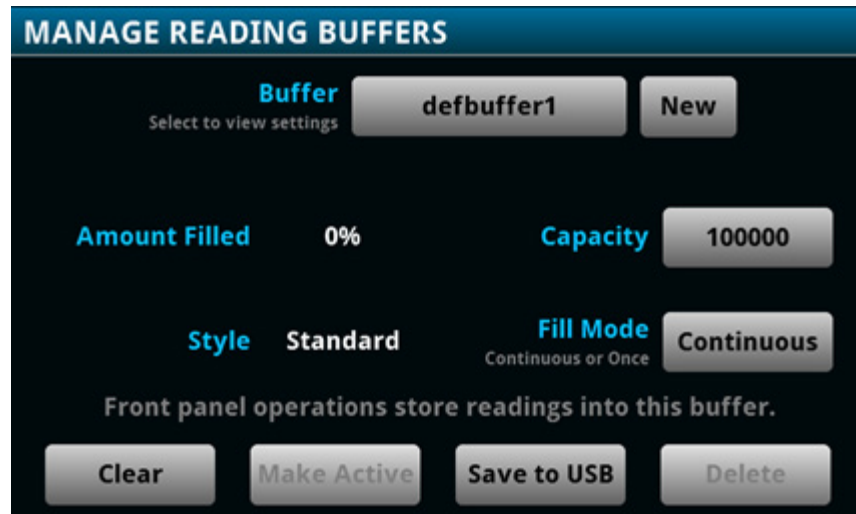 MANAGE READING BUFFERS
Buffer
Select to view settings
defbuffer1
New
Amount Filled
0%
Capacity
100000
Style
Standard
Fill Mode
Continuous or Once
Continuous
Front panel operations store readings into this buffer.
Clear
Make Active
Save to USB
Delete